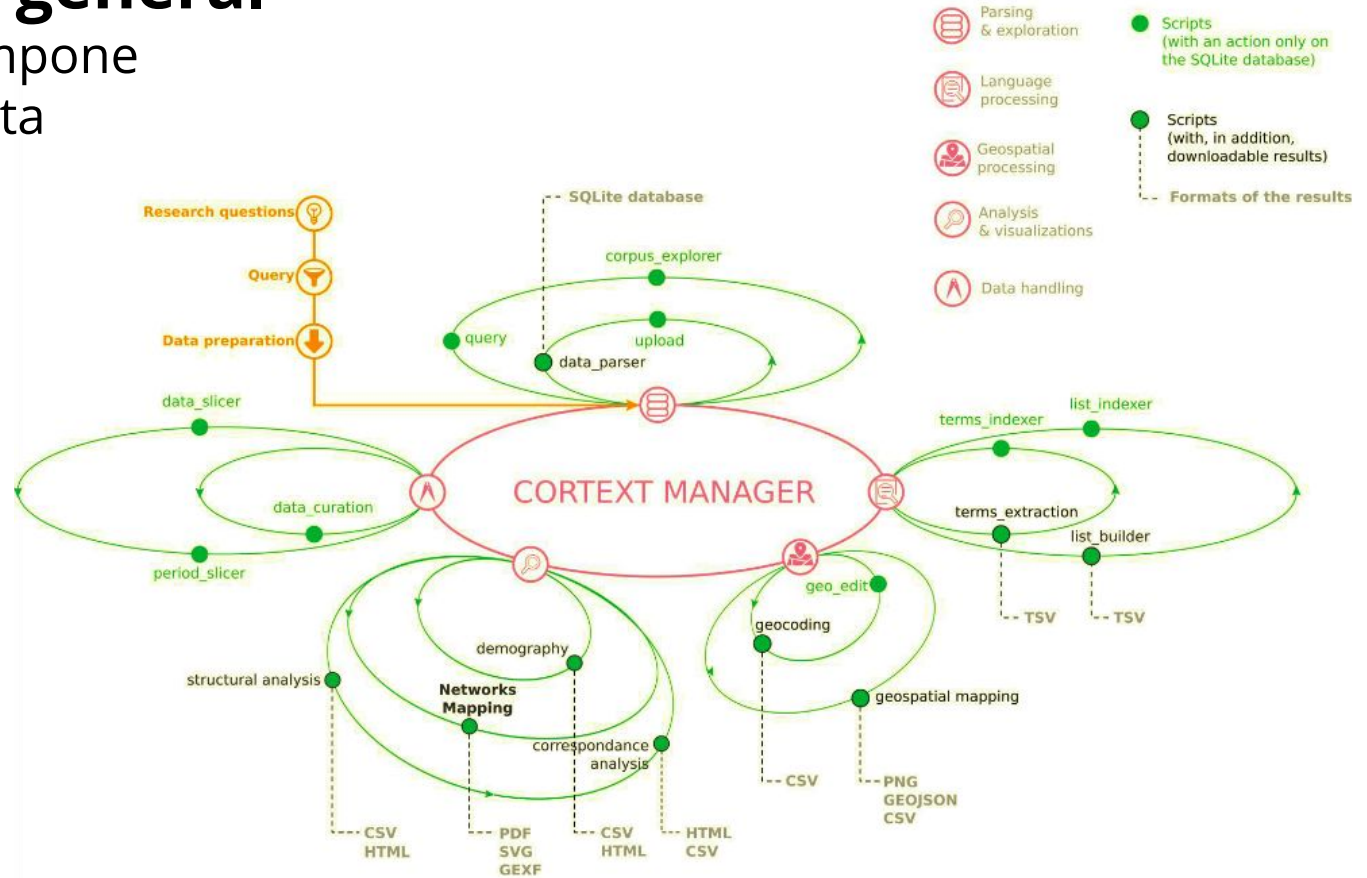 general
mpone
ta
Parsing
& exploration
Language
processing
Geospatial
processing
Analysis
& visualizations
Data handling
Scripts
(with an action only on
the SQLite database)
Scripts
(with, in addition,
downloadable results)
Formats of the results
Research questions
Query
Data preparation
SQLite database
corpus_explorer
query
upload
data_parser
data_slicer
data_curation
period_slicer
CORTEXT MANAGER
terms_indexer
list_indexer
terms_extraction
list_builder
TSV
TSV
geo_edit
geocoding
geospatial mapping
CSV
PNG
GEOJSON
CSV
demography
structural analysis
Networks
Mapping
correspondance
analysis
CSV
HTML
PDF
SVG
GEXF
CSV
HTML
HTML
CSV